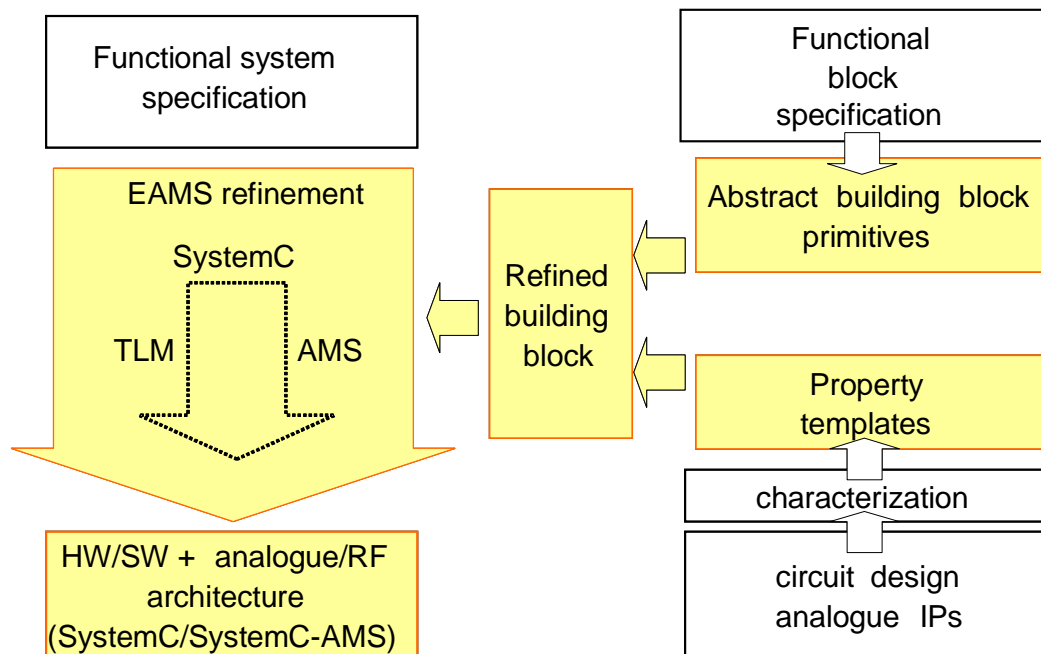 Functional system
specification
EAMS refinement
SystemC
TLM
AMS
HW/SW + analogue/RF
architecture
(SystemC/SystemC-AMS)
Refined
building
block
Functional
block
specification
Abstract building block
primitives
Property
templates
characterization
circuit design
analogue IPs